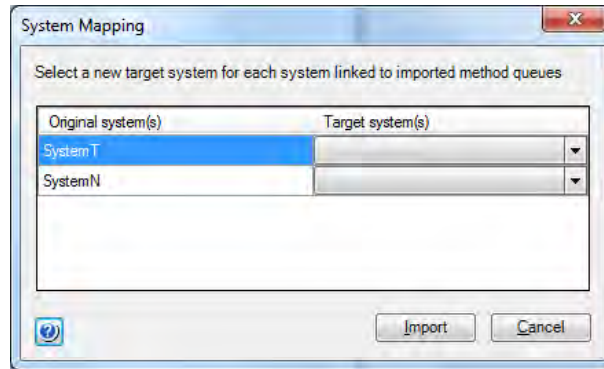 System Mapping
Select a new target system for each system linked to imported method queues
Original system(s) Target system(s)
SystemT
SystemN
Import Cancel